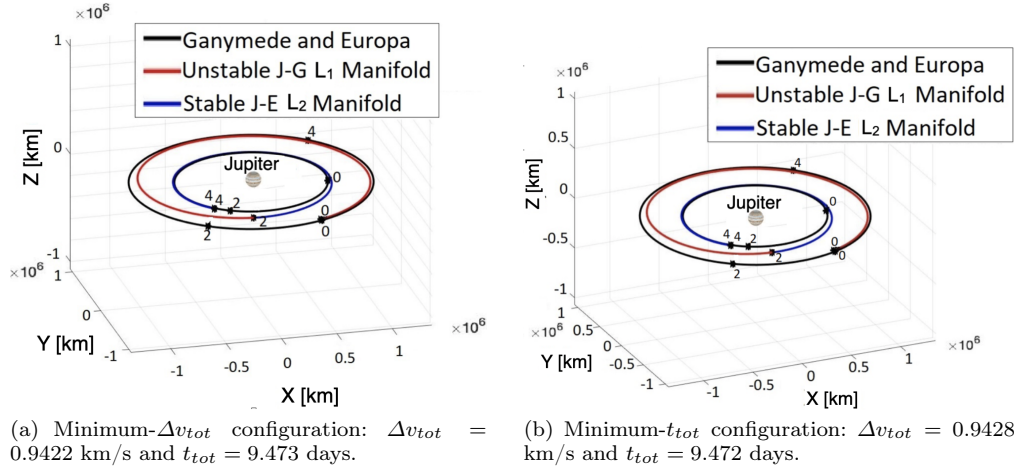 ×10⁶
1
0
-1
Z [km]
Ganymede and Europa
Unstable J-G L₁ Manifold
Stable J-E L₂ Manifold
4
Jupiter
0
4 4 2
2
0
2
0
×10⁶
1
0
-1
Y [km]
-1
-0.5
0
0.5
1
×10⁶
X [km]
×10⁶
1
0.5
0
-0.5
-1
Z [km]
Ganymede and Europa
Unstable J-G L₁ Manifold
Stable J-E L₂ Manifold
4
Jupiter
0
4 4 2
2
0
2
1
×10⁶
0.5
0
-0.5
-1
Y [km]
-1
-0.5
0
0.5
1
×10⁶
X [km]
(a) Minimum-Δv_tot configuration: Δv_tot =
0.9422 km/s and t_tot = 9.473 days.
(b) Minimum-t_tot configuration: Δv_tot = 0.9428
km/s and t_tot = 9.472 days.